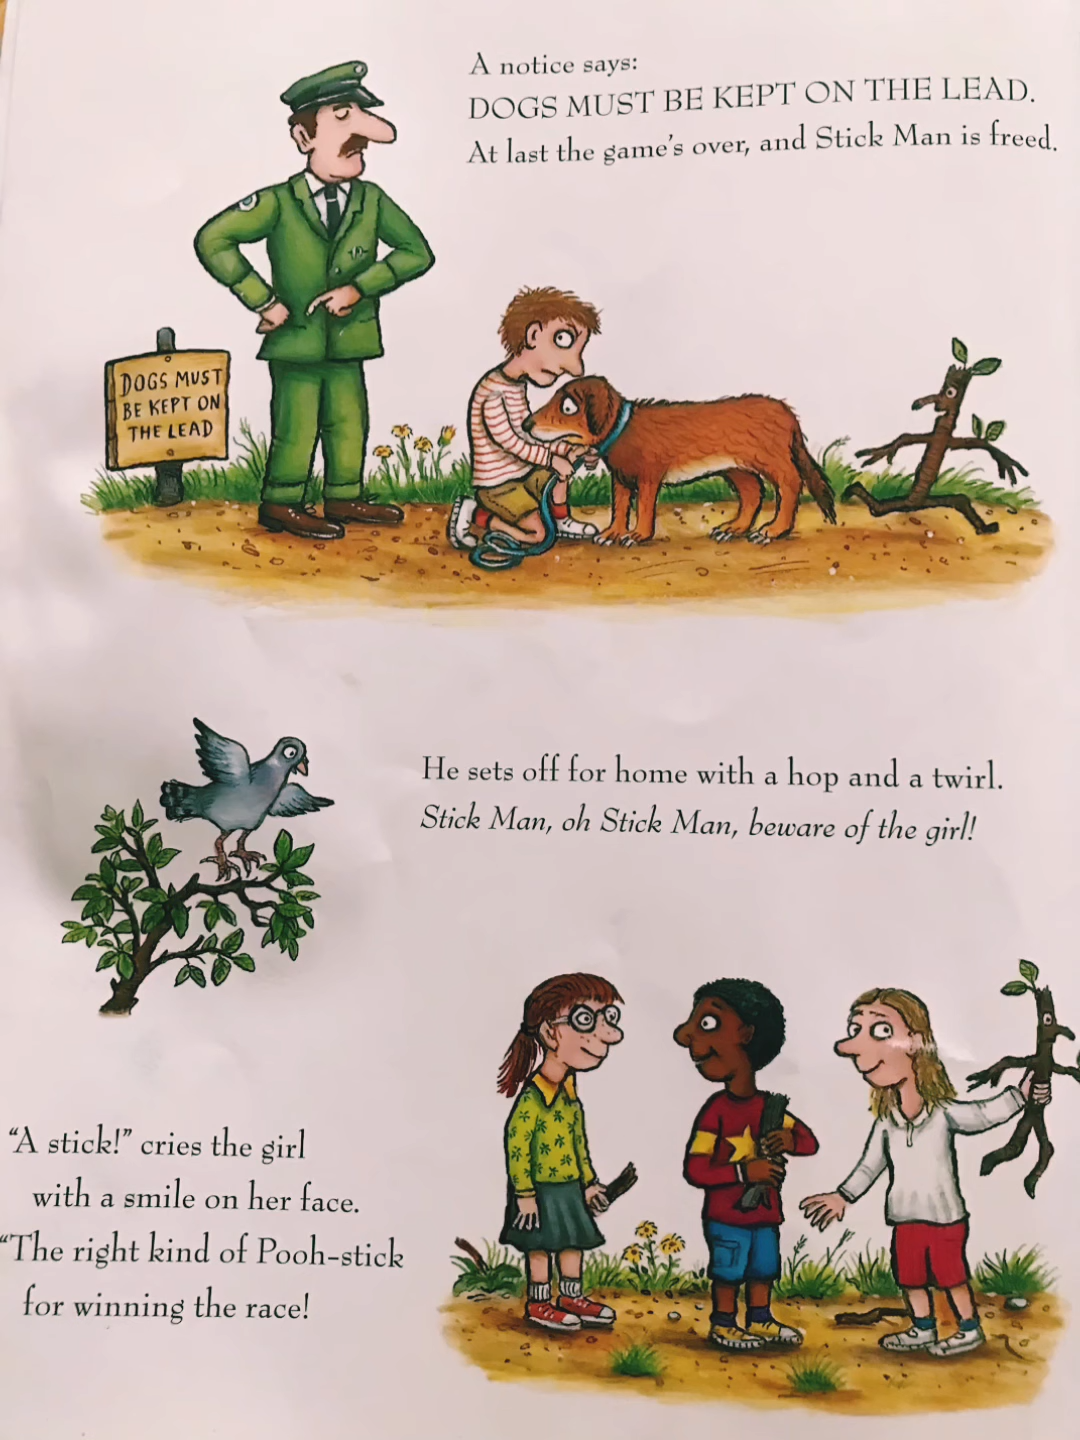 A notice says:
DOGS MUST BE KEPT ON THE LEAD.
At last the game's over, and Stick Man is freed.
DOGS MUST
BE KEPT ON
THE LEAD
He sets off for home with a hop and a twirl.
Stick Man, oh Stick Man, beware of the girl!
“A stick!” cries the girl
with a smile on her face.
“The right kind of Pooh-stick
for winning the race!